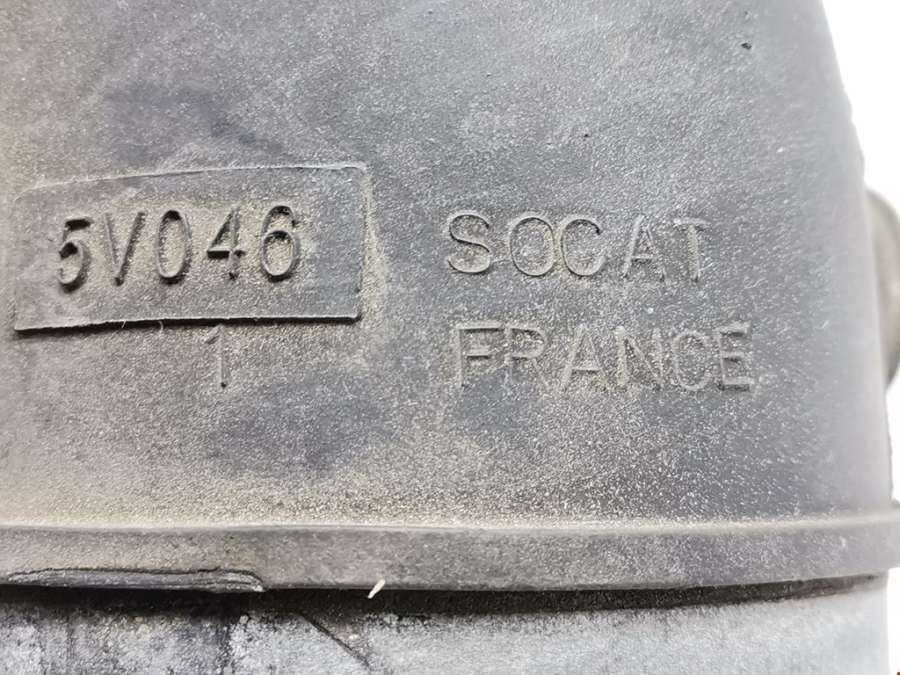 5V046
1
SOCAT
FRANCE